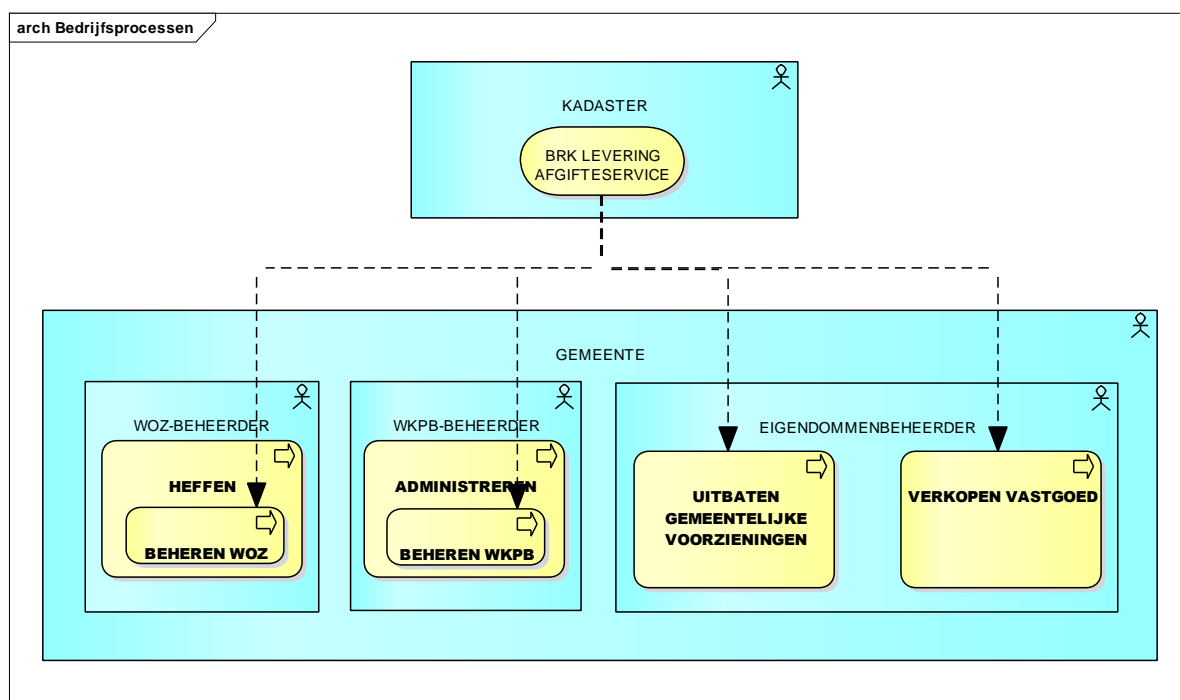 arch Bedrijfsprocessen
KADASTER
BRK LEVERING
AFGIFTESERVICE
GEMEENTE
WOZ-BEHEERDER
HEFFEN
BEHEREN WOZ
WKPB-BEHEERDER
ADMINISTREREN
BEHEREN WKPB
EIGENDOMMENBEHEERDER
UITBATEN
GEMEENTELIJKE
VOORZIENINGEN
VERKOPEN VASTGOED